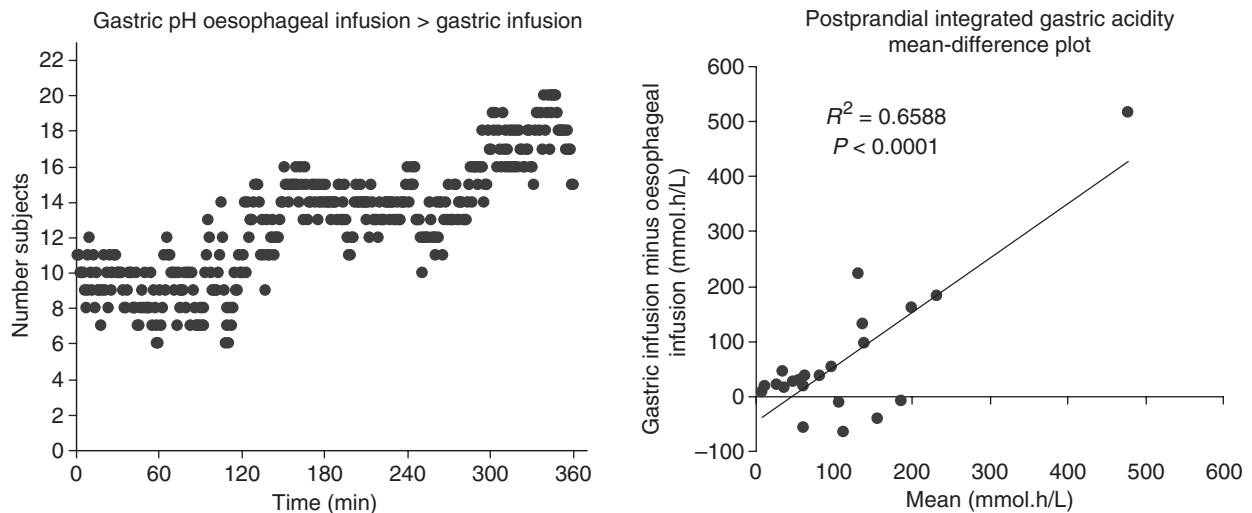 Gastric pH oesophageal infusion > gastric infusion
22
20
18
16
14
12
10
8
6
4
2
0
Number subjects
0 60 120 180 240 300 360
Time (min)
Postprandial integrated gastric acidity
mean-difference plot
600
500
400
300
200
100
0
–100
Gastric infusion minus oesophageal
infusion (mmol.h/L)
R² = 0.6588
P < 0.0001
0 100 200 300 400 500 600
Mean (mmol.h/L)